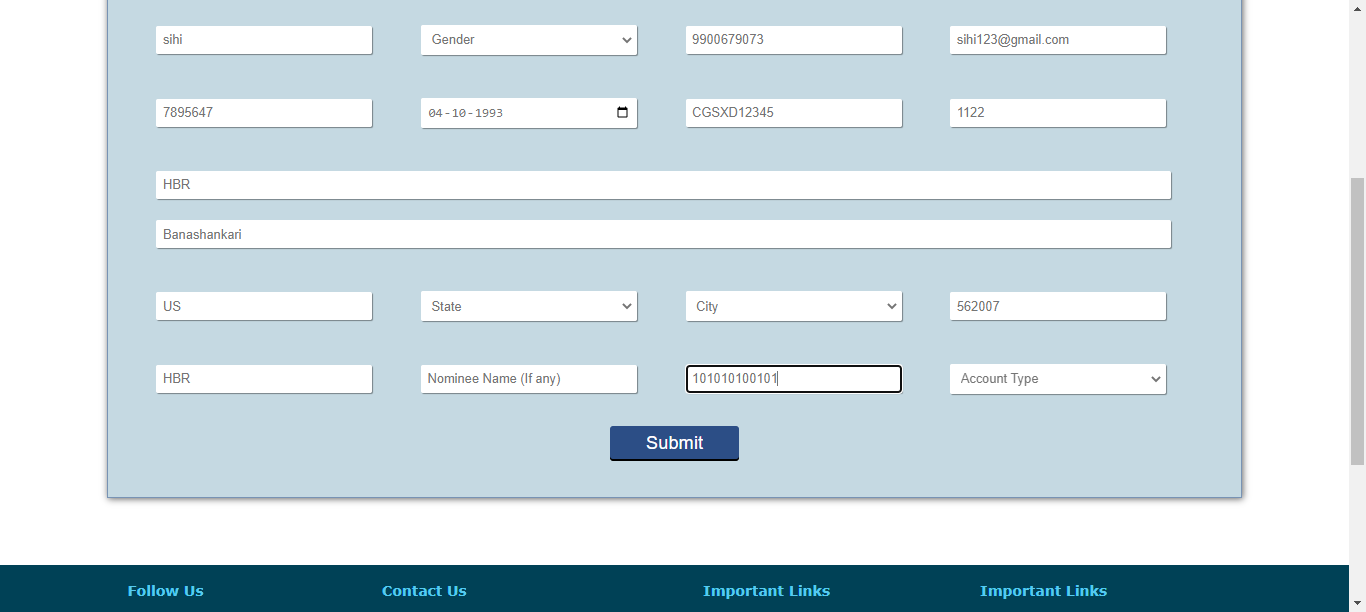 sihi Gender 9900679073 sihi123@gmail.com
7895647 04-10-1993 CGSXD12345 1122
HBR
Banashankari
US State City 562007
HBR Nominee Name (If any) 101010100101 Account Type
Submit
Follow Us Contact Us Important Links Important Links